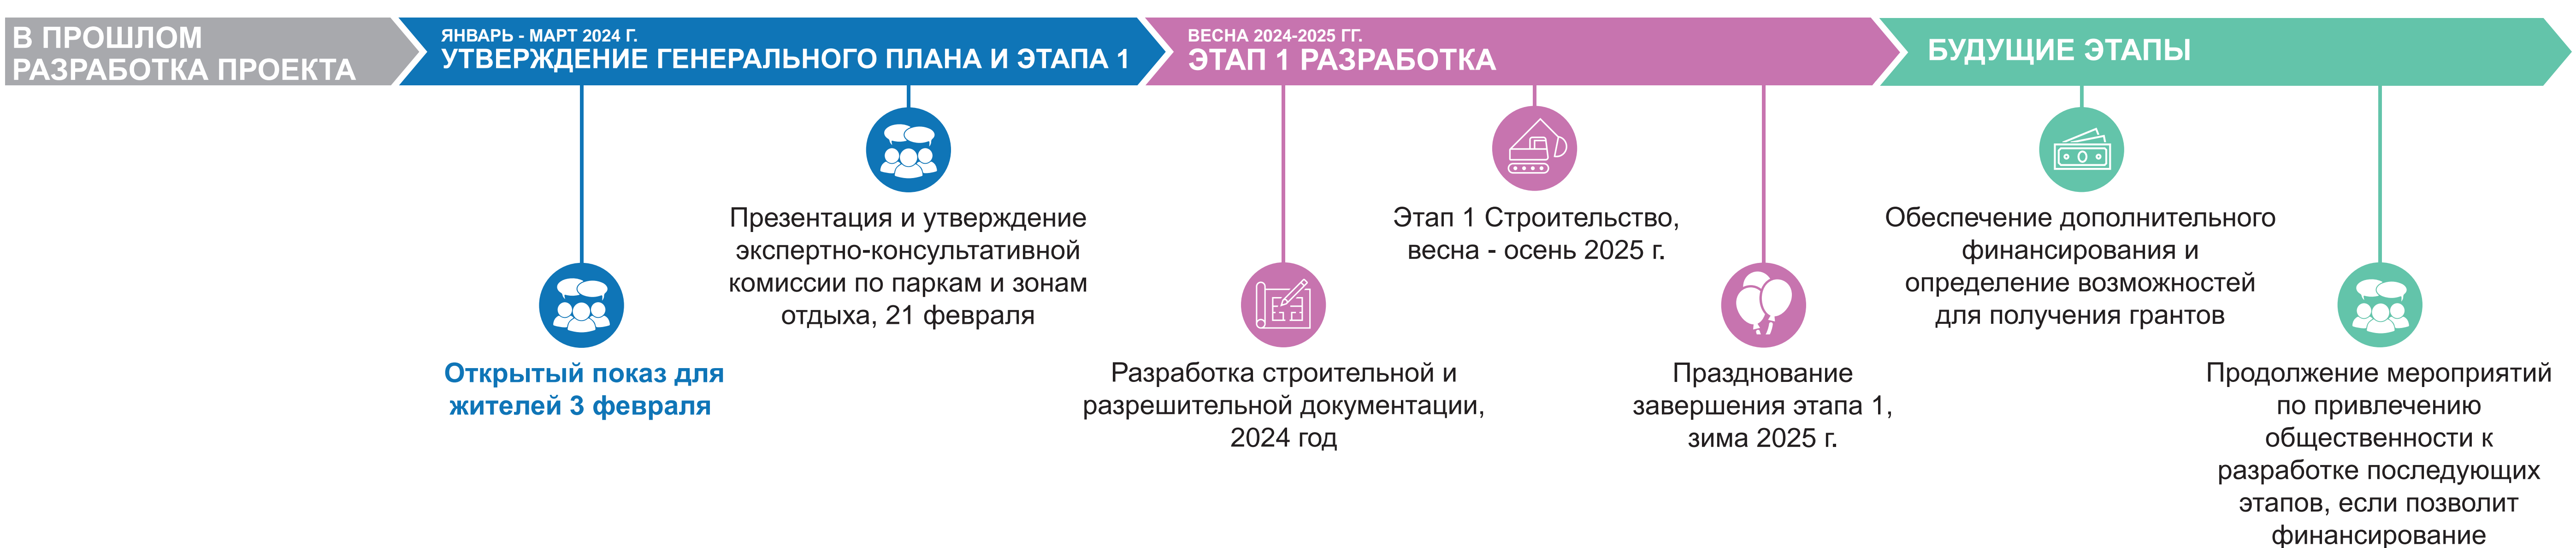 В ПРОШЛОМ
РАЗРАБОТКА ПРОЕКТА
ЯНВАРЬ - МАРТ 2024 Г.
УТВЕРЖДЕНИЕ ГЕНЕРАЛЬНОГО ПЛАНА И ЭТАПА 1
ВЕСНА 2024-2025 ГГ.
ЭТАП 1 РАЗРАБОТКА
БУДУЩИЕ ЭТАПЫ
Открытый показ для
жителей 3 февраля
Презентация и утверждение
экспертно-консультативной
комиссии по паркам и зонам
отдыха, 21 февраля
Разработка строительной и
разрешительной документации,
2024 год
Этап 1 Строительство,
весна - осень 2025 г.
Празднование
завершения этапа 1,
зима 2025 г.
Обеспечение дополнительного
финансирования и
определение возможностей
для получения грантов
Продолжение мероприятий
по привлечению
общественности к
разработке последующих
этапов, если позволит
финансирование